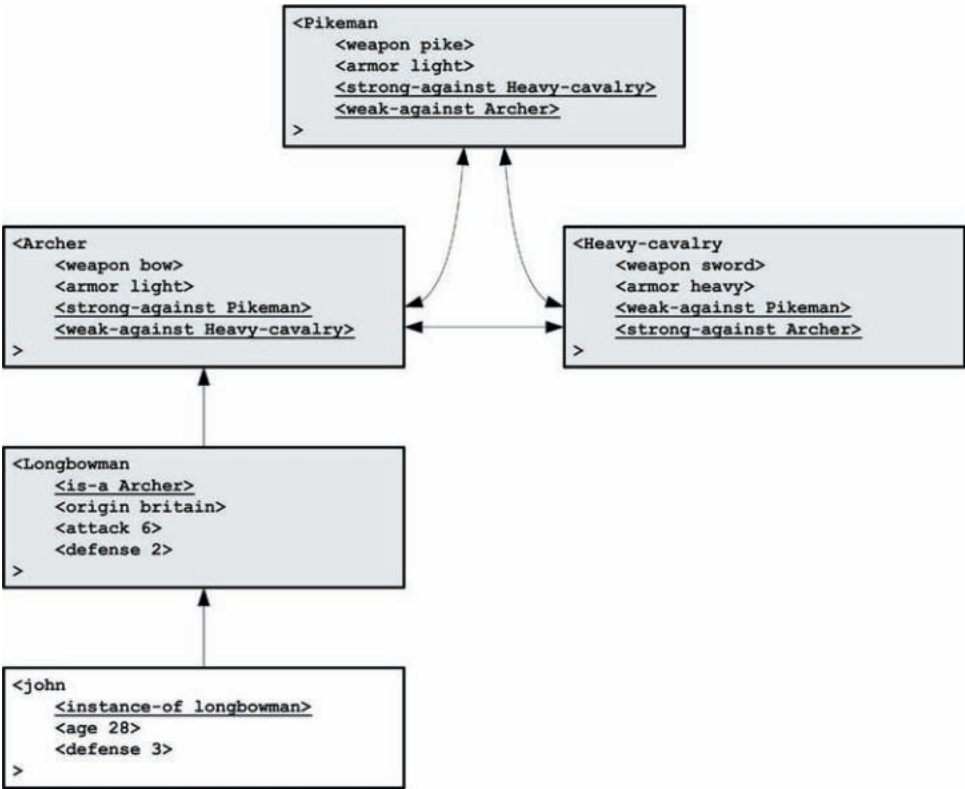 <Pikeman
<weapon pike>
<armor light>
<strong-against Heavy-cavalry>
<weak-against Archer>
>
<Archer
<weapon bow>
<armor light>
<strong-against Pikeman>
<weak-against Heavy-cavalry>
>
<Heavy-cavalry
<weapon sword>
<armor heavy>
<weak-against Pikeman>
<strong-against Archer>
>
<Longbowman
<is-a Archer>
<origin britain>
<attack 6>
<defense 2>
>
<john
<instance-of longbowman>
<age 28>
<defense 3>
>